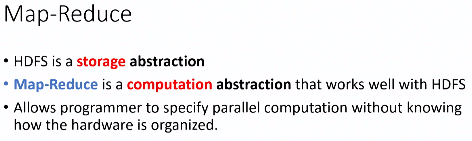 Map-Reduce
• HDFS is a storage abstraction
• Map-Reduce is a computation abstraction that works well with HDFS
• Allows programmer to specify parallel computation without knowing
how the hardware is organized.